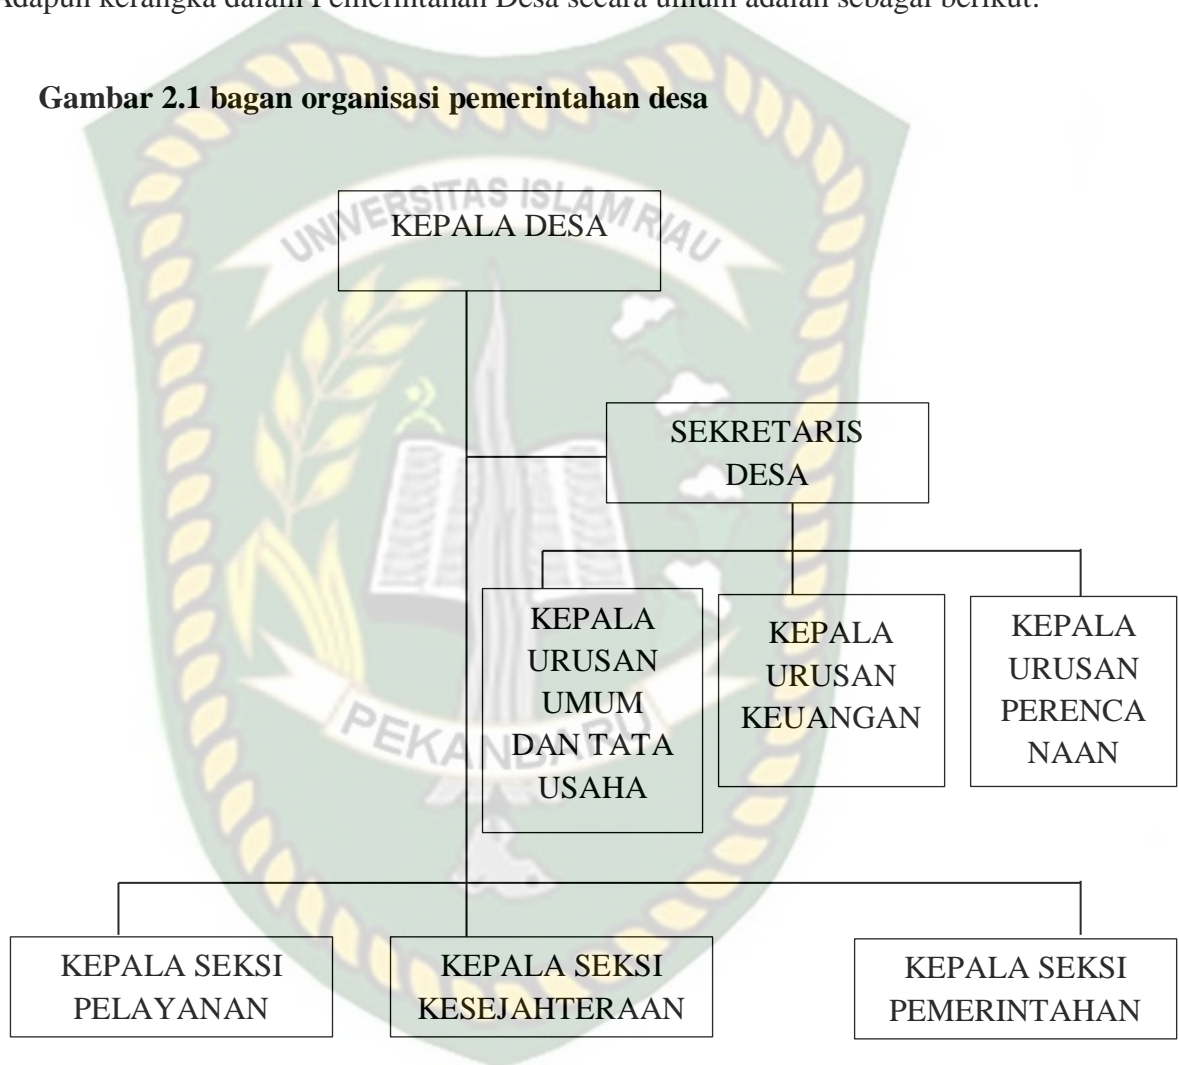 Adapun kerangka dalam Pemerintahan Desa secara umum adalah sebagai berikut:
Gambar 2.1 bagan organisasi pemerintahan desa
UNIVERSITAS ISLAM RIAU
KEPALA DESA
SEKRETARIS
DESA
KEPALA
URUSAN
UMUM
DAN TATA
USAHA
KEPALA
URUSAN
KEUANGAN
KEPALA
URUSAN
PERENCA
NAAN
PEKANBARU
KEPALA SEKSI
PELAYANAN
KEPALA SEKSI
KESEJAHTERAAN
KEPALA SEKSI
PEMERINTAHAN